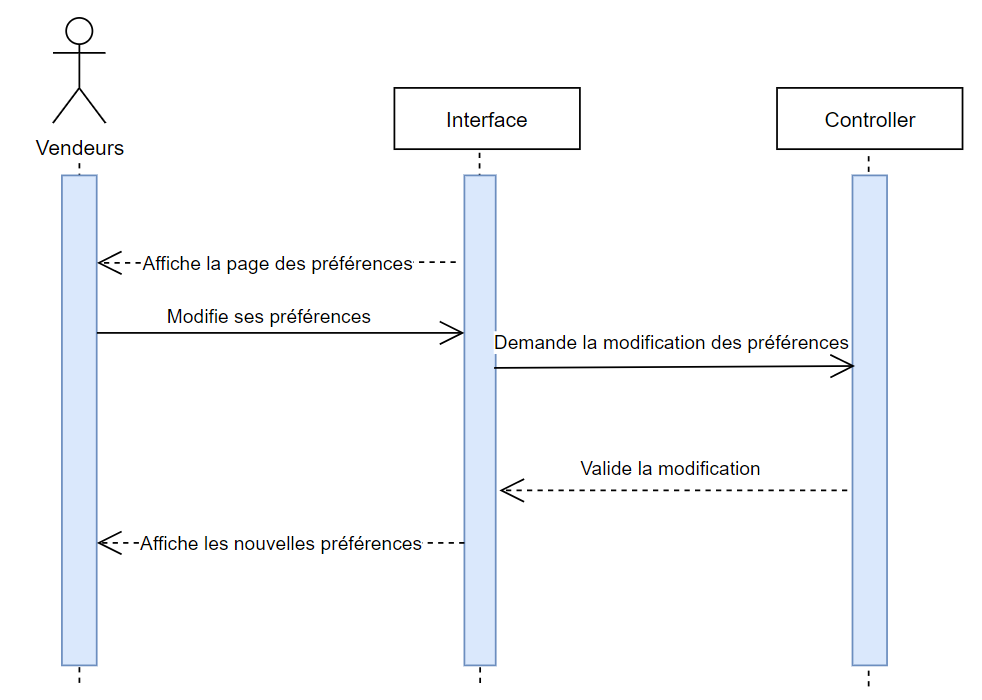 Vendeurs
Interface
Controller
Affiche la page des préférences
Modifie ses préférences
Demande la modification des préférences
Valide la modification
Affiche les nouvelles préférences